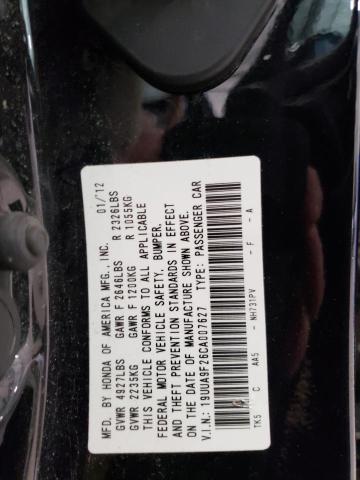 MFD. BY HONDA OF AMERICA MFG., INC. 01/12
GVWR 4927LBS GAWR F 2646LBS R 2326LBS
GVWR 2235KG GAWR F 1200KG R 1055KG
THIS VEHICLE CONFORMS TO ALL APPLICABLE
FEDERAL MOTOR VEHICLE SAFETY, BUMPER,
AND THEFT PREVENTION STANDARDS IN EFFECT
ON THE DATE OF MANUFACTURE SHOWN ABOVE.
V.I.N.: 19UUA9F26CA007627 TYPE: PASSENGER CAR
C AA5 - NH731PV - F - A
TK5